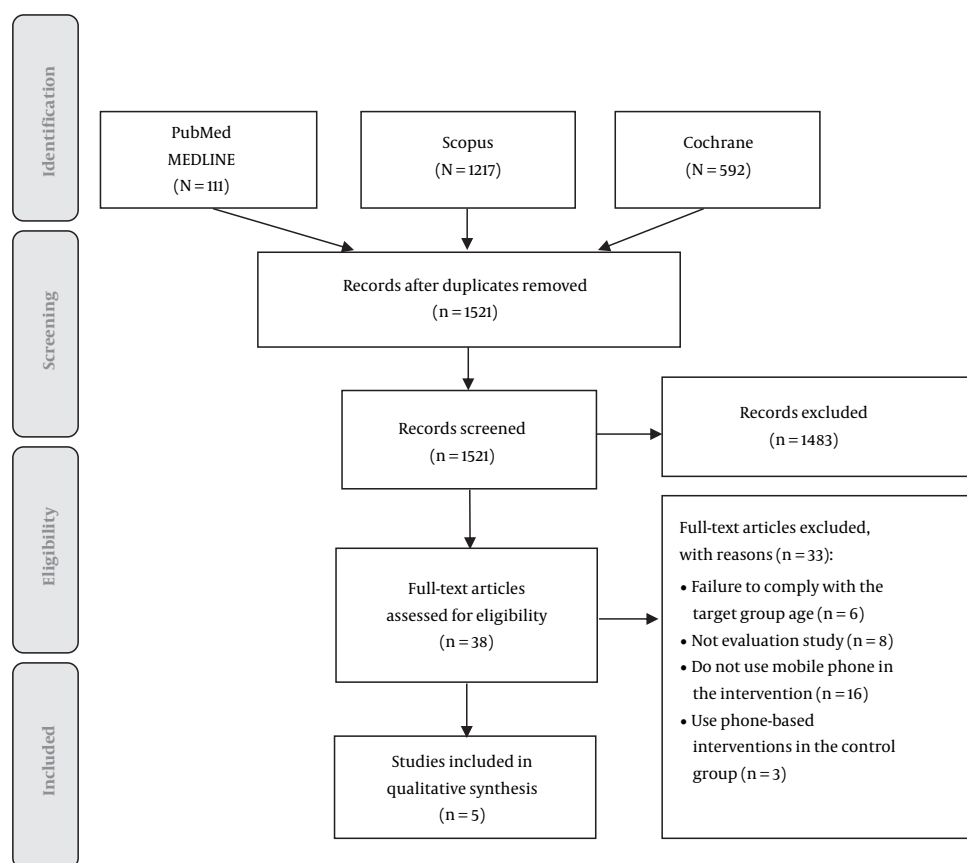 Identification
PubMed
MEDLINE
(N = 111)
Scopus
(N = 1217)
Cochrane
(N = 592)
Screening
Records after duplicates removed
(n = 1521)
Records screened
(n = 1521)
Records excluded
(n = 1483)
Eligibility
Full-text articles
assessed for eligibility
(n = 38)
Full-text articles excluded,
with reasons (n = 33):
• Failure to comply with the
target group age (n = 6)
• Not evaluation study (n = 8)
• Do not use mobile phone in
the intervention (n = 16)
• Use phone-based
interventions in the control
group (n = 3)
Included
Studies included in
qualitative synthesis
(n = 5)